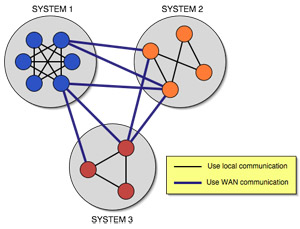 SYSTEM 1
SYSTEM 2
SYSTEM 3
Use local communication
Use WAN communication